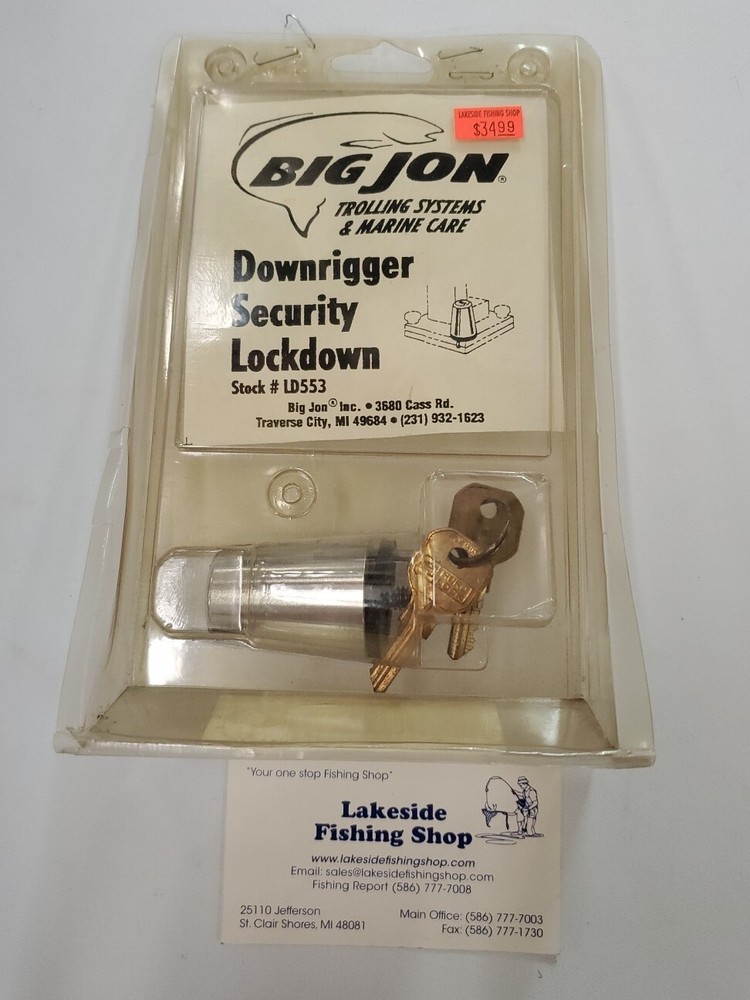 LAKESIDE FISHING SHOP
$34.99
BIG JON®
TROLLING SYSTEMS
& MARINE CARE
Downrigger
Security
Lockdown
Stock # LD553
Big Jon® Inc. • 3680 Cass Rd.
Traverse City, MI 49684 • (231) 932-1623
"Your one stop Fishing Shop"
Lakeside
Fishing Shop
www.lakesidefishingshop.com
Email: sales@lakesidefishingshop.com
Fishing Report (586) 777-7008
25110 Jefferson
St. Clair Shores, MI 48081
Main Office: (586) 777-7003
Fax: (586) 777-1730